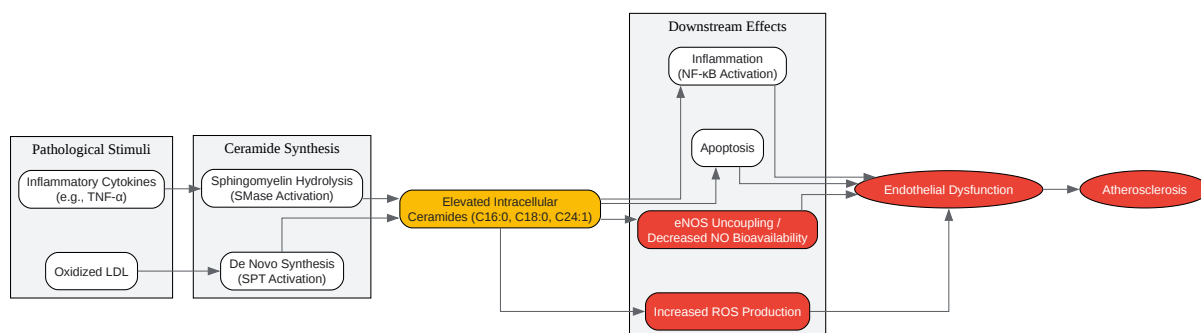 Pathological Stimuli
Inflammatory Cytokines
(e.g., TNF-α)
Oxidized LDL
Ceramide Synthesis
Sphingomyelin Hydrolysis
(SMase Activation)
De Novo Synthesis
(SPT Activation)
Elevated Intracellular
Ceramides (C16:0, C18:0, C24:1)
Downstream Effects
Inflammation
(NF-κB Activation)
Apoptosis
eNOS Uncoupling /
Decreased NO Bioavailability
Increased ROS Production
Endothelial Dysfunction
Atherosclerosis